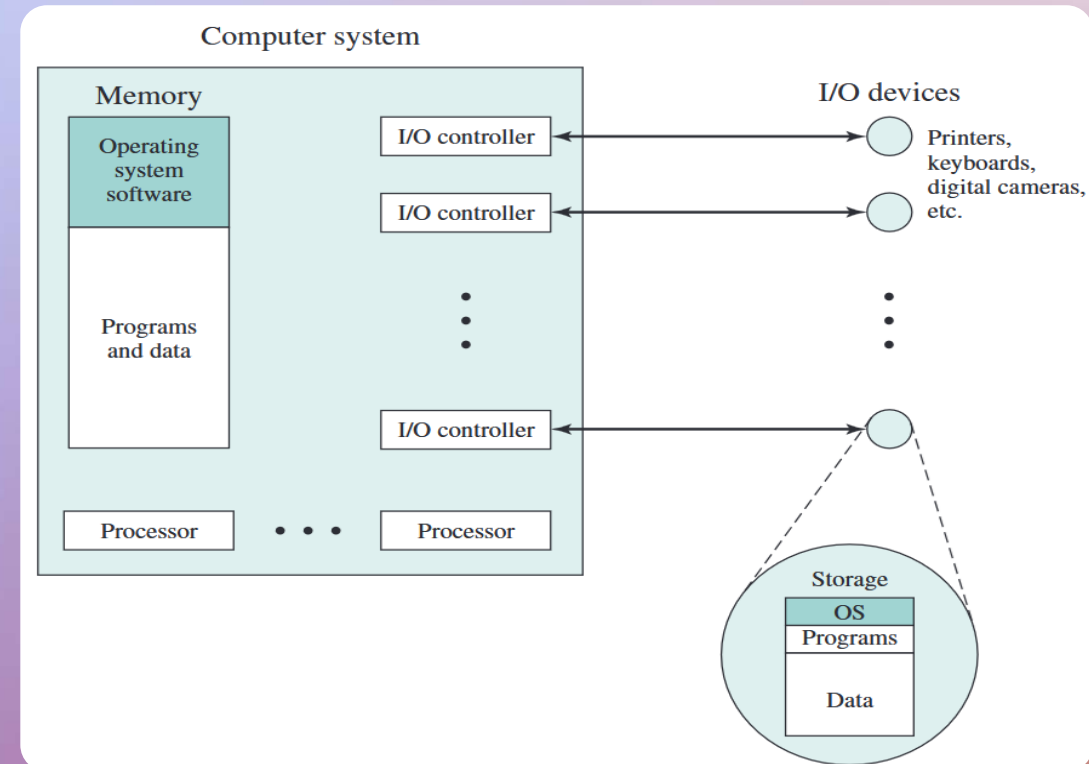 Computer system
Memory
Operating
system
software
Programs
and data
I/O controller
I/O controller
I/O controller
Processor
Processor
I/O devices
Printers,
keyboards,
digital cameras,
etc.
Storage
OS
Programs
Data